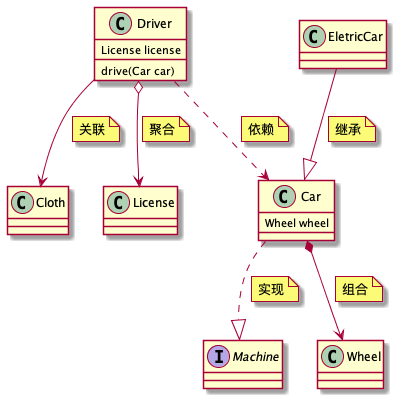 C Driver
License license
drive(Car car)
C EletricCar
关联
聚合
依赖
继承
C Cloth
C License
C Car
Wheel wheel
实现
组合
I Machine
C Wheel